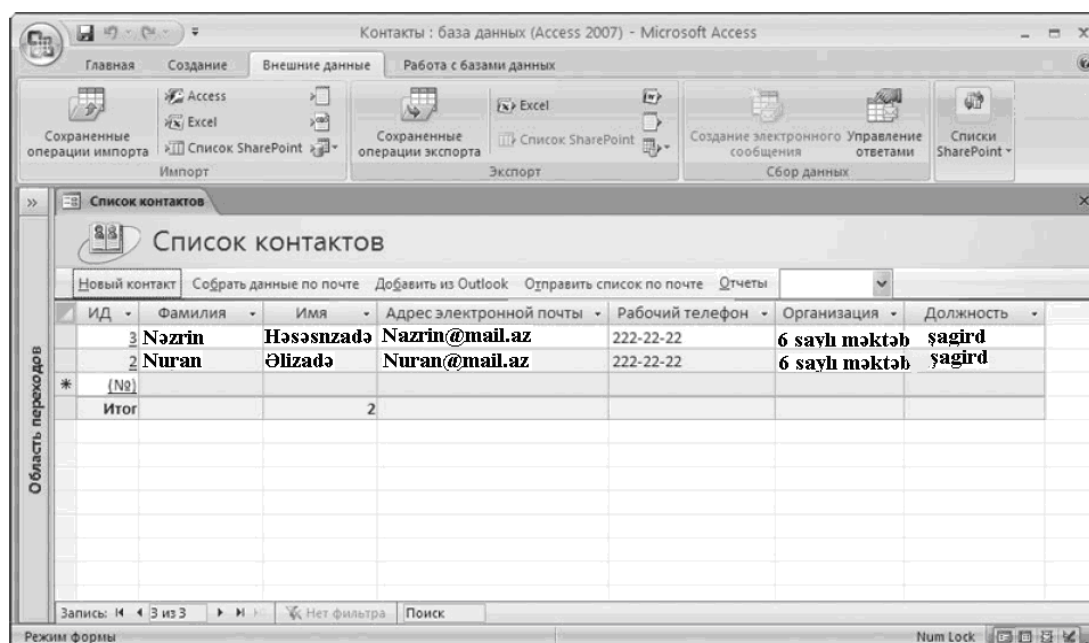 Контакты : база данных (Access 2007) - Microsoft Access
Главная Создание Внешние данные Работа с базами данных
Сохраненные операции импорта
Access
Excel
Список SharePoint
Импорт
Сохраненные операции экспорта
Excel
Список SharePoint
Экспорт
Создание электронного сообщения
Управление ответами
Сбор данных
Списки SharePoint
Список контактов
Список контактов
Новый контакт Собрать данные по почте Добавить из Outlook Отправить список по почте Отчеты
ИД Фамилия Имя Адрес электронной почты Рабочий телефон Организация Должность
3 Nəzrin Həsəsnzadə Nazrin@mail.az 222-22-22 6 saylı məktəb şagird
2 Nuran Əlizadə Nuran@mail.az 222-22-22 6 saylı məktəb şagird
* (№)
Итог 2
Область переходов
Запись: 3 из 3 Нет фильтра Поиск
Режим формы Num Lock